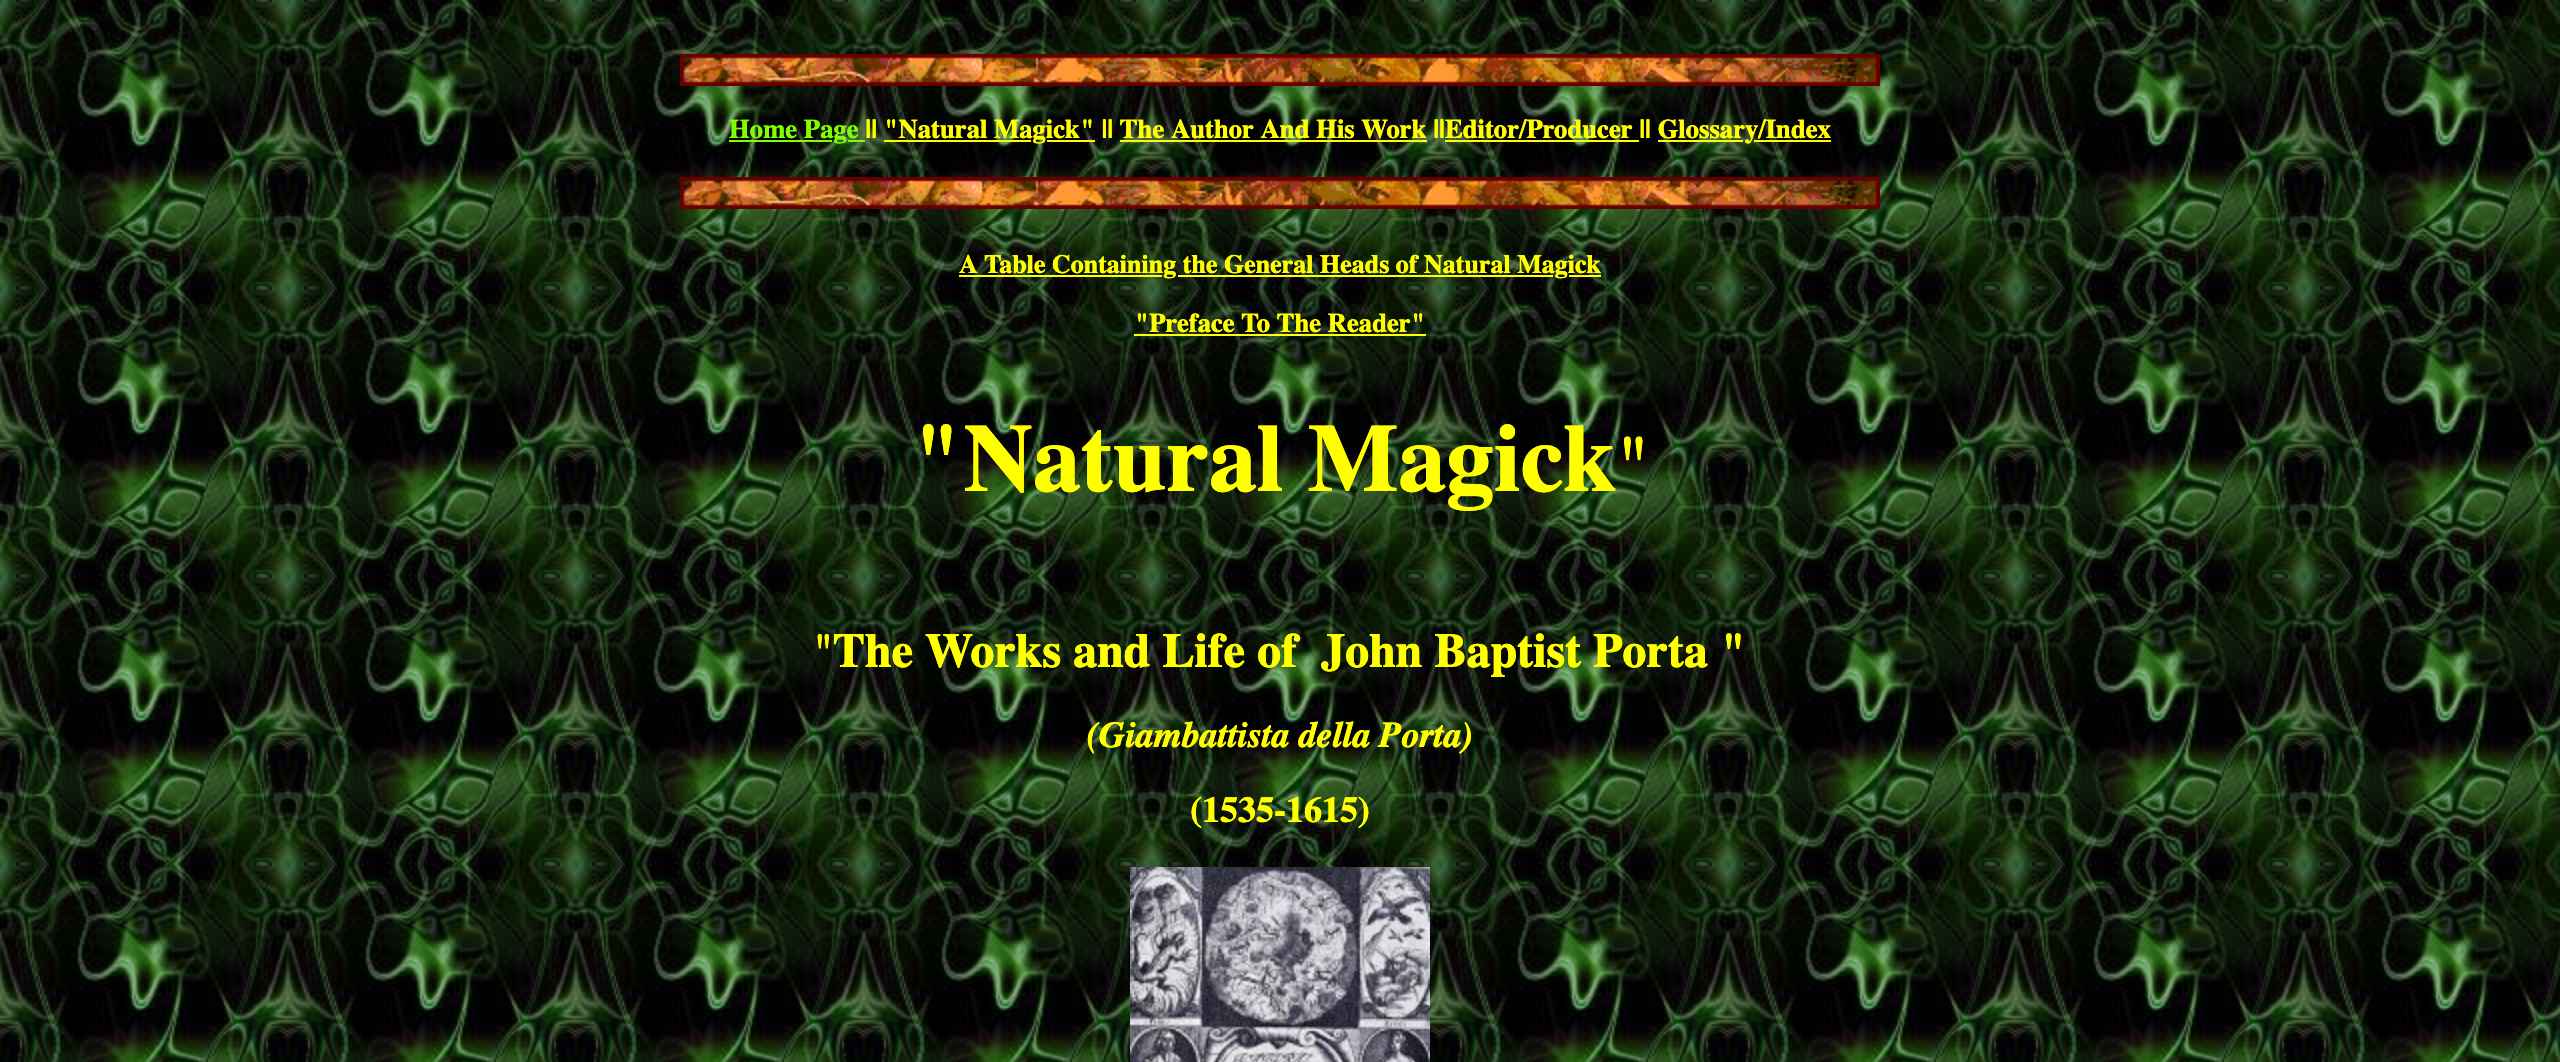 Home Page || "Natural Magick" || The Author And His Work ||Editor/Producer || Glossary/Index
A Table Containing the General Heads of Natural Magick
"Preface To The Reader"
"Natural Magick"
"The Works and Life of John Baptist Porta "
(Giambattista della Porta)
(1535-1615)